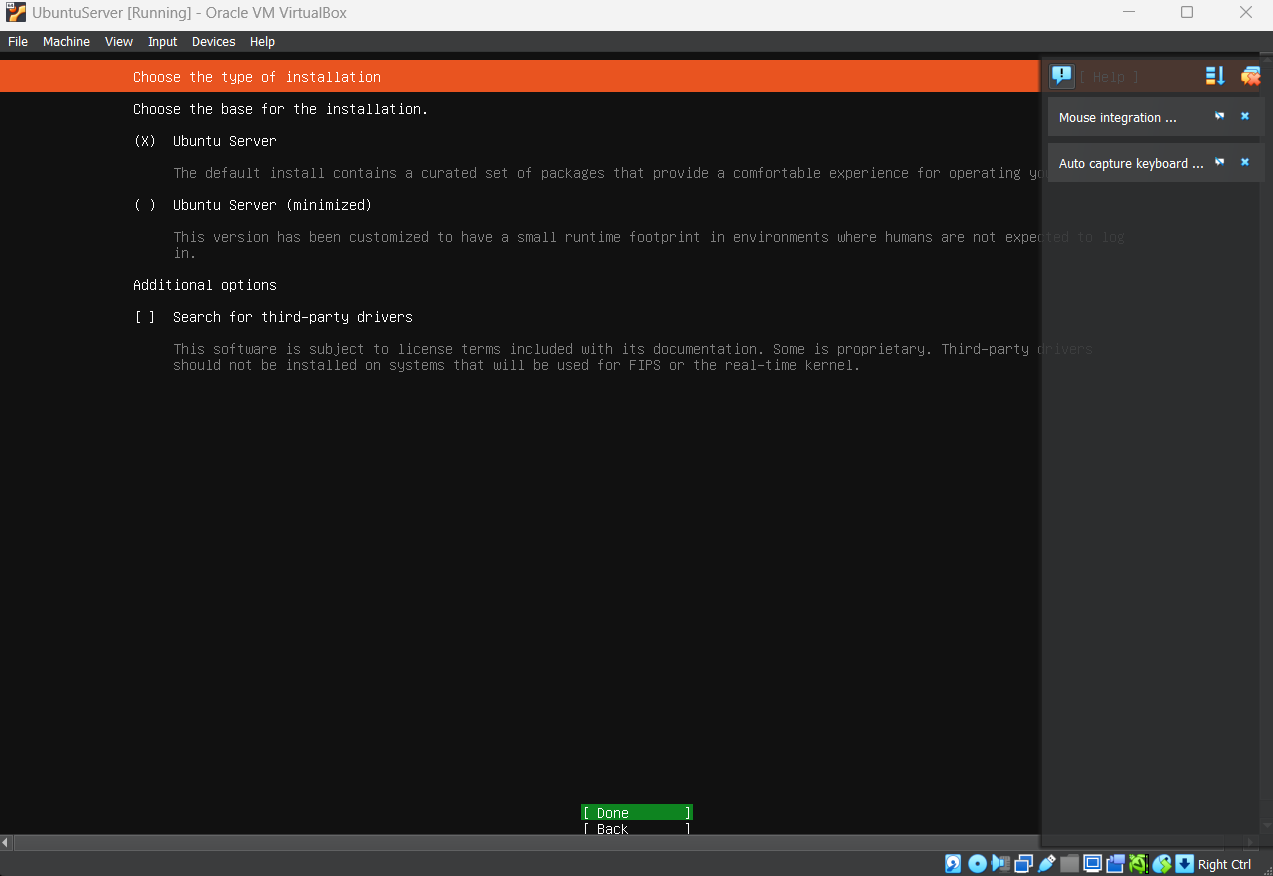 UbuntuServer [Running] - Oracle VM VirtualBox
File Machine View Input Devices Help
Choose the type of installation
[ Help ]
Choose the base for the installation.
Mouse integration ...
(X) Ubuntu Server
Auto capture keyboard ...
The default install contains a curated set of packages that provide a comfortable experience for operating
( ) Ubuntu Server (minimized)
This version has been customized to have a small runtime footprint in environments where humans are not expected to log
in.
Additional options
[ ] Search for third-party drivers
This software is subject to license terms included with its documentation. Some is proprietary. Third-party drivers
should not be installed on systems that will be used for FIPS or the real-time kernel.
[ Done ]
[ Back ]
Right Ctrl